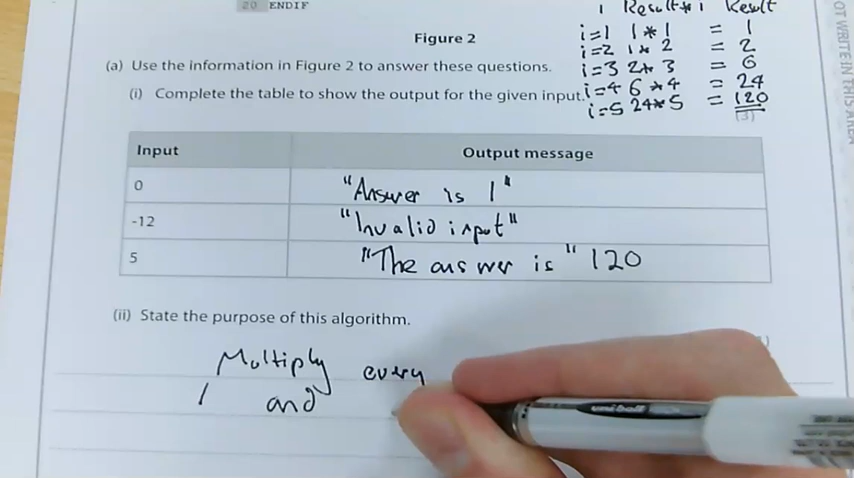 20 ENDIF
i Result * i Result
i=1 1 * 1 = 1
i=2 1 * 2 = 2
i=3 2 * 3 = 6
i=4 6 * 4 = 24
i=5 24 * 5 = 120
Figure 2
(a) Use the information in Figure 2 to answer these questions.
(i) Complete the table to show the output for the given input.
(3)
Input Output message
0 "Answer is 1"
-12 "Invalid input"
5 "The answer is" 120
(ii) State the purpose of this algorithm.
Multiply every
1 and
OT WRITE IN THIS AREA
uni-ball